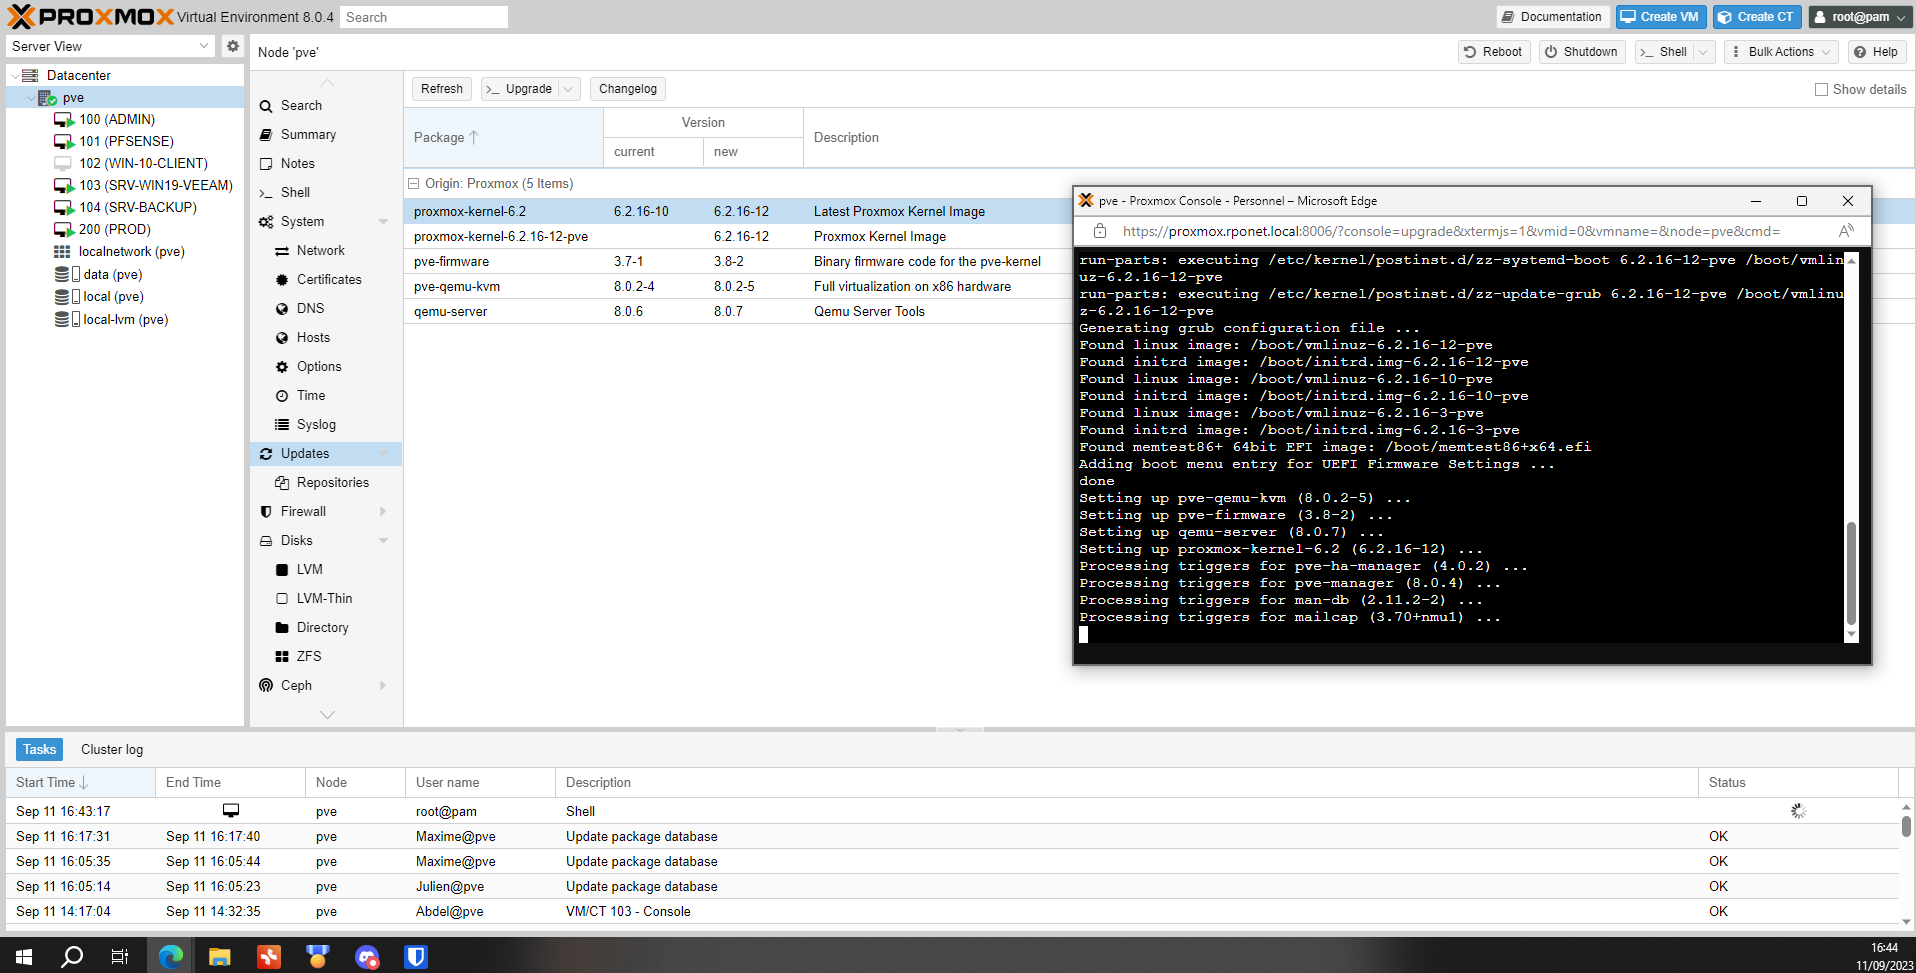 PROXMOX Virtual Environment 8.0.4 Search
Documentation Create VM Create CT root@pam
Server View
Node 'pve'
Reboot Shutdown >_ Shell Bulk Actions Help
Datacenter
pve
100 (ADMIN)
101 (PFSENSE)
102 (WIN-10-CLIENT)
103 (SRV-WIN19-VEEAM)
104 (SRV-BACKUP)
200 (PROD)
localnetwork (pve)
data (pve)
local (pve)
local-lvm (pve)
Search
Summary
Notes
>_ Shell
System
Network
Certificates
DNS
Hosts
Options
Time
Syslog
Updates
Repositories
Firewall
Disks
LVM
LVM-Thin
Directory
ZFS
Ceph
Refresh >_ Upgrade Changelog
Show details
Package Version Description
current new
Origin: Proxmox (5 Items)
proxmox-kernel-6.2 6.2.16-10 6.2.16-12 Latest Proxmox Kernel Image
proxmox-kernel-6.2.16-12-pve 6.2.16-12 Proxmox Kernel Image
pve-firmware 3.7-1 3.8-2 Binary firmware code for the pve-kernel
pve-qemu-kvm 8.0.2-4 8.0.2-5 Full virtualization on x86 hardware
qemu-server 8.0.6 8.0.7 Qemu Server Tools
pve - Proxmox Console - Personnel – Microsoft Edge
https://proxmox.rponet.local:8006/?console=upgrade&xtermjs=1&vmid=0&vmname=&node=pve&cmd=
run-parts: executing /etc/kernel/postinst.d/zz-systemd-boot 6.2.16-12-pve /boot/vmlin
uz-6.2.16-12-pve
run-parts: executing /etc/kernel/postinst.d/zz-update-grub 6.2.16-12-pve /boot/vmlinu
z-6.2.16-12-pve
Generating grub configuration file ...
Found linux image: /boot/vmlinuz-6.2.16-12-pve
Found initrd image: /boot/initrd.img-6.2.16-12-pve
Found linux image: /boot/vmlinuz-6.2.16-10-pve
Found initrd image: /boot/initrd.img-6.2.16-10-pve
Found linux image: /boot/vmlinuz-6.2.16-3-pve
Found initrd image: /boot/initrd.img-6.2.16-3-pve
Found memtest86+ 64bit EFI image: /boot/memtest86+x64.efi
Adding boot menu entry for UEFI Firmware Settings ...
done
Setting up pve-qemu-kvm (8.0.2-5) ...
Setting up pve-firmware (3.8-2) ...
Setting up qemu-server (8.0.7) ...
Setting up proxmox-kernel-6.2 (6.2.16-12) ...
Processing triggers for pve-ha-manager (4.0.2) ...
Processing triggers for pve-manager (8.0.4) ...
Processing triggers for man-db (2.11.2-2) ...
Processing triggers for mailcap (3.70+nmu1) ...
Tasks Cluster log
Start Time End Time Node User name Description Status
Sep 11 16:43:17 pve root@pam Shell
Sep 11 16:17:31 Sep 11 16:17:40 pve Maxime@pve Update package database OK
Sep 11 16:05:35 Sep 11 16:05:44 pve Maxime@pve Update package database OK
Sep 11 16:05:14 Sep 11 16:05:23 pve Julien@pve Update package database OK
Sep 11 14:17:04 Sep 11 14:32:35 pve Abdel@pve VM/CT 103 - Console OK
16:44
11/09/2023